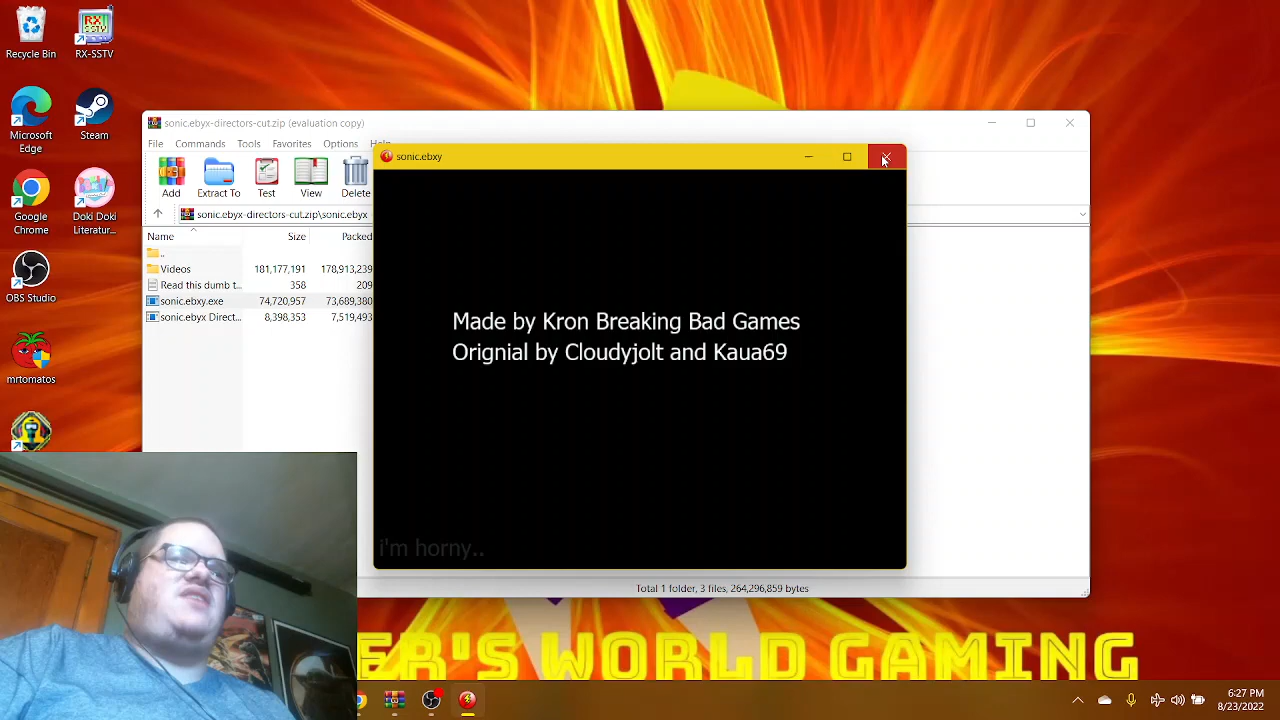 Recycle Bin
RX-SSTV
Microsoft Edge
Steam
Google Chrome
Doki Doki Literatur...
OBS Studio
mrtomatos
sonic.ebyx-directors-cut.zip (evaluation copy)
File Commands Tools Favorites Options Help
Add Extract To Test View Delete
sonic.ebyx-directors-cut.zip\sonic.ebyx
Name Size Packed
..
Videos 181,177,191 178,913,239
Read this dumb t... 358 209
sonic.ebxy.exe 74,720,957 73,689,380
sonic.ebyx Direct... 8,398,353 7,519,493
Total 1 folder, 3 files, 264,296,859 bytes
sonic.ebxy
Made by Kron Breaking Bad Games
Orignial by Cloudyjolt and Kaua69
i'm horny..
ER'S WORLD GAMING
6:27 PM
8/23/2022